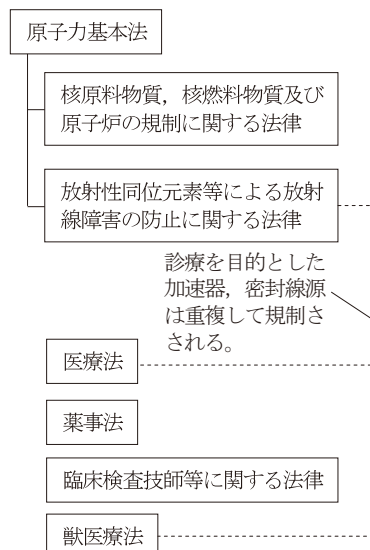 原子力基本法
核原料物質，核燃料物質及び
原子炉の規制に関する法律
放射性同位元素等による放射
線障害の防止に関する法律
診療を目的とした
加速器，密封線源
は重複して規制さ
される。
医療法
薬事法
臨床検査技師等に関する法律
獣医療法